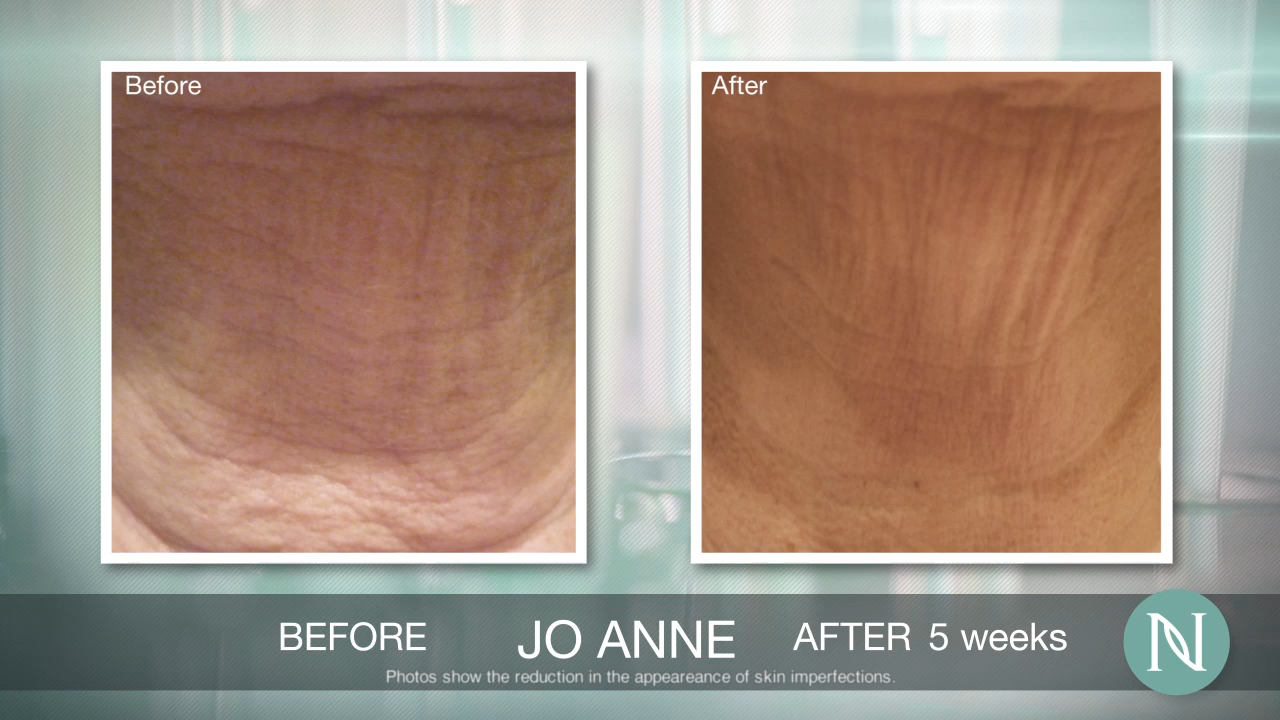 Before
After
BEFORE JO ANNE AFTER 5 weeks
Photos show the reduction in the appeareance of skin imperfections.
N